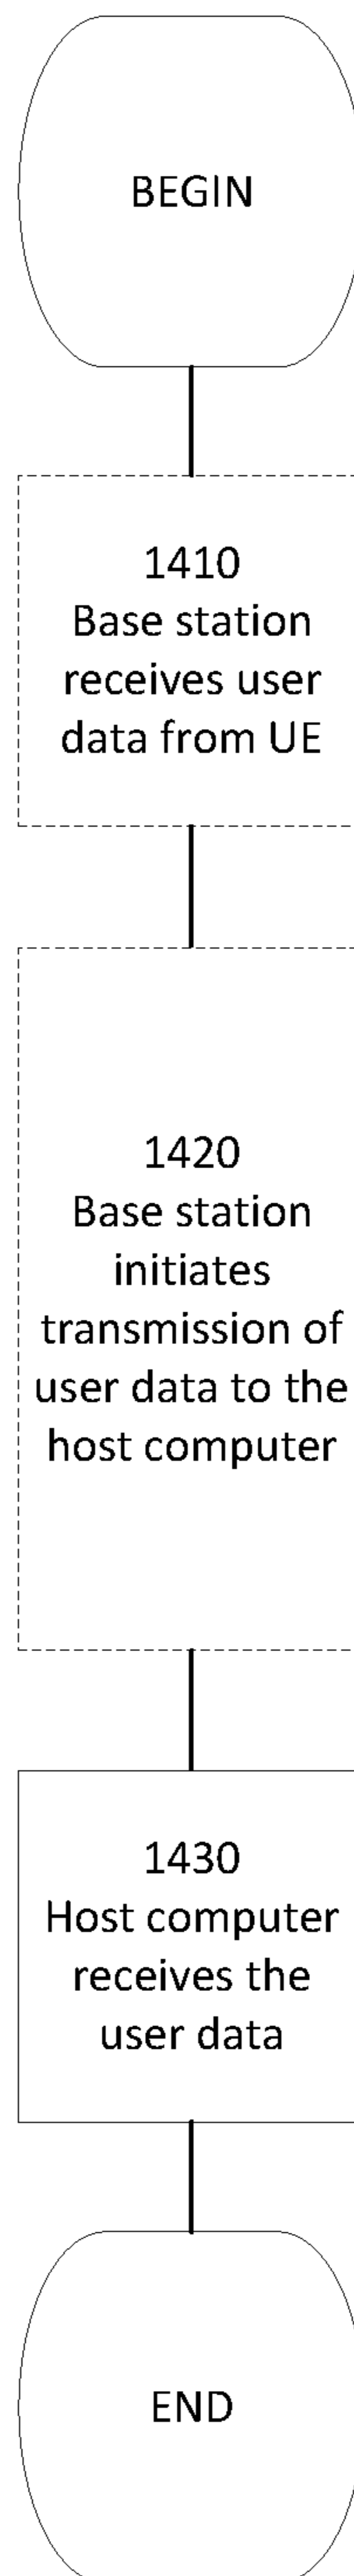 BEGIN
1410
Base station
receives user
data from UE
1420
Base station
initiates
transmission of
user data to the
host computer
1430
Host computer
receives the
user data
END